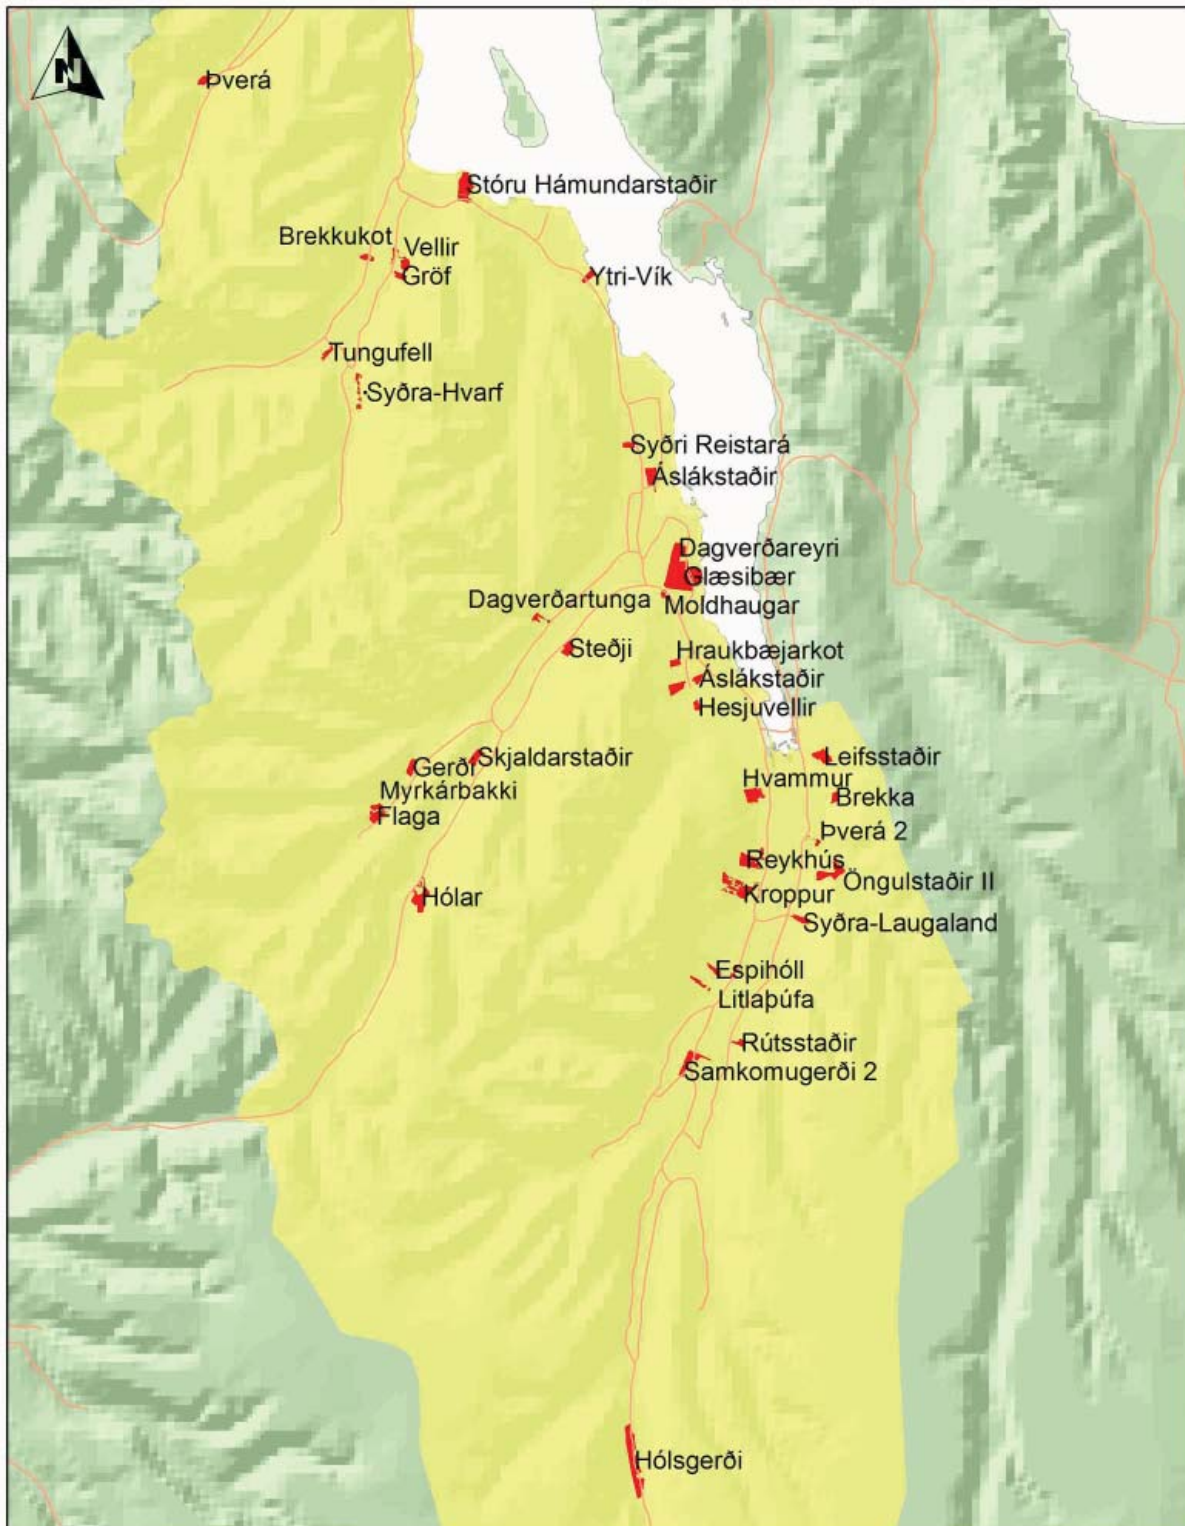 N
Þverá
Stóru Hámundarstaðir
Brekkukot
Vellir
Gröf
Ytri-Vík
Tungufell
Syðra-Hvarf
Syðri Reistará
Áslákstaðir
Dagverðareyri
Glæsibær
Dagverðartunga
Moldhaugar
Steðji
Hraukbæjarkot
Áslákstaðir
Hesjuvellir
Skjaldarstaðir
Gerði
Leifsstaðir
Hvammur
Myrkárbakki
Brekka
Flaga
Þverá 2
Reykhús
Öngulstaðir II
Kroppur
Hólar
Syðra-Laugaland
Espihóll
Litlaþúfa
Rútsstaðir
Samkomugerði 2
Hólsgerði